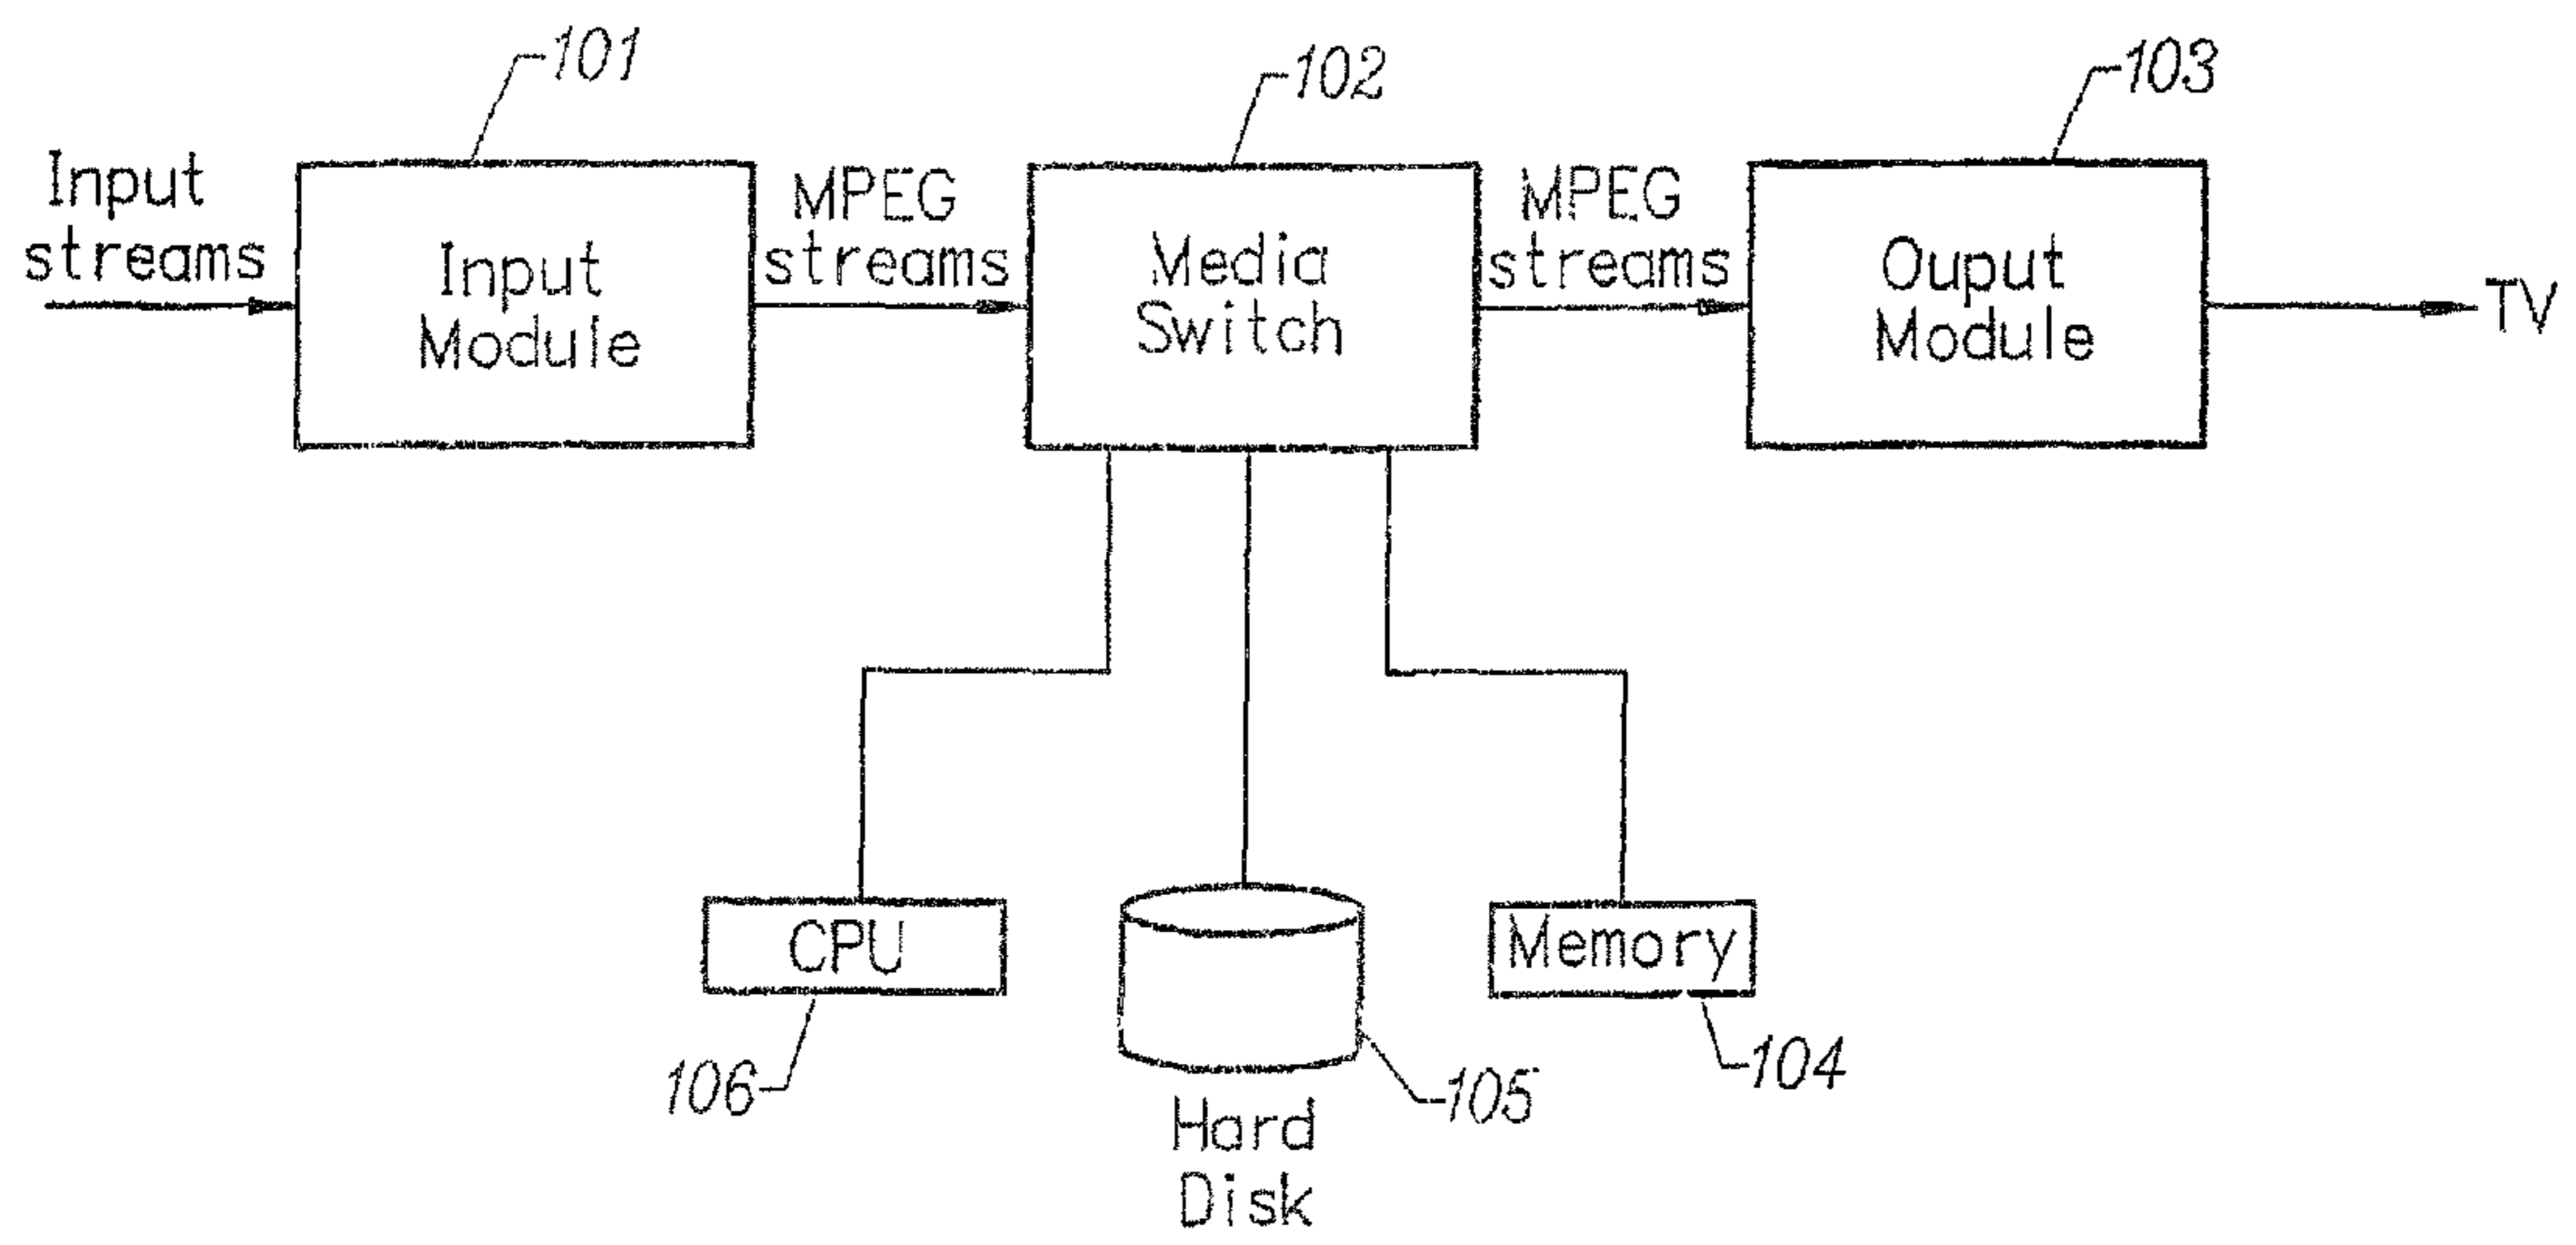 101
102
103
Input
streams
Input
Module
MPEG
streams
Media
Switch
MPEG
streams
Ouput
Module
TV
CPU
Memory
106
105
104
Hard
Disk